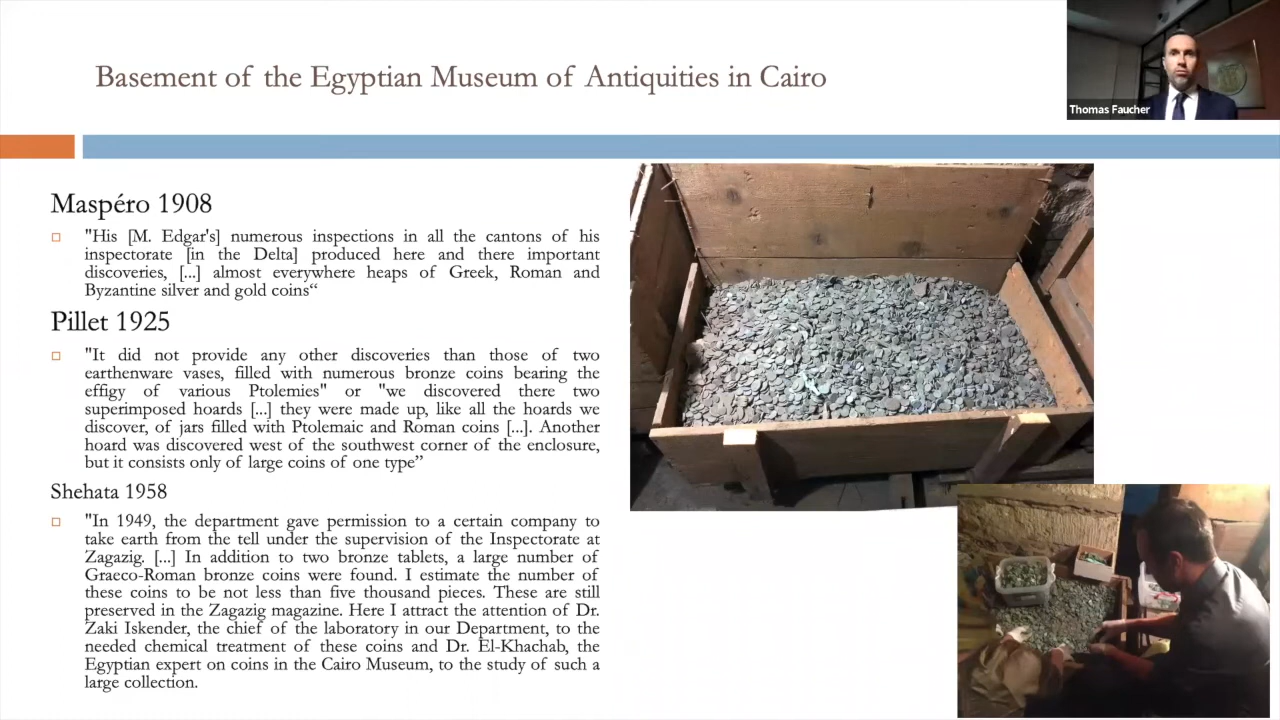 Basement of the Egyptian Museum of Antiquities in Cairo
Thomas Faucher
Maspéro 1908
"His [M. Edgar's] numerous inspections in all the cantons of his
inspectorate [in the Delta] produced here and there important
discoveries, [...] almost everywhere heaps of Greek, Roman and
Byzantine silver and gold coins“
Pillet 1925
"It did not provide any other discoveries than those of two
earthenware vases, filled with numerous bronze coins bearing the
effigy of various Ptolemies" or "we discovered there two
superimposed hoards [...] they were made up, like all the hoards we
discover, of jars filled with Ptolemaic and Roman coins [...]. Another
hoard was discovered west of the southwest corner of the enclosure,
but it consists only of large coins of one type”
Shehata 1958
"In 1949, the department gave permission to a certain company to
take earth from the tell under the supervision of the Inspectorate at
Zagazig. [...] In addition to two bronze tablets, a large number of
Graeco-Roman bronze coins were found. I estimate the number of
these coins to be not less than five thousand pieces. These are still
preserved in the Zagazig magazine. Here I attract the attention of Dr.
Zaki Iskender, the chief of the laboratory in our Department, to the
needed chemical treatment of these coins and Dr. El-Khachab, the
Egyptian expert on coins in the Cairo Museum, to the study of such a
large collection.